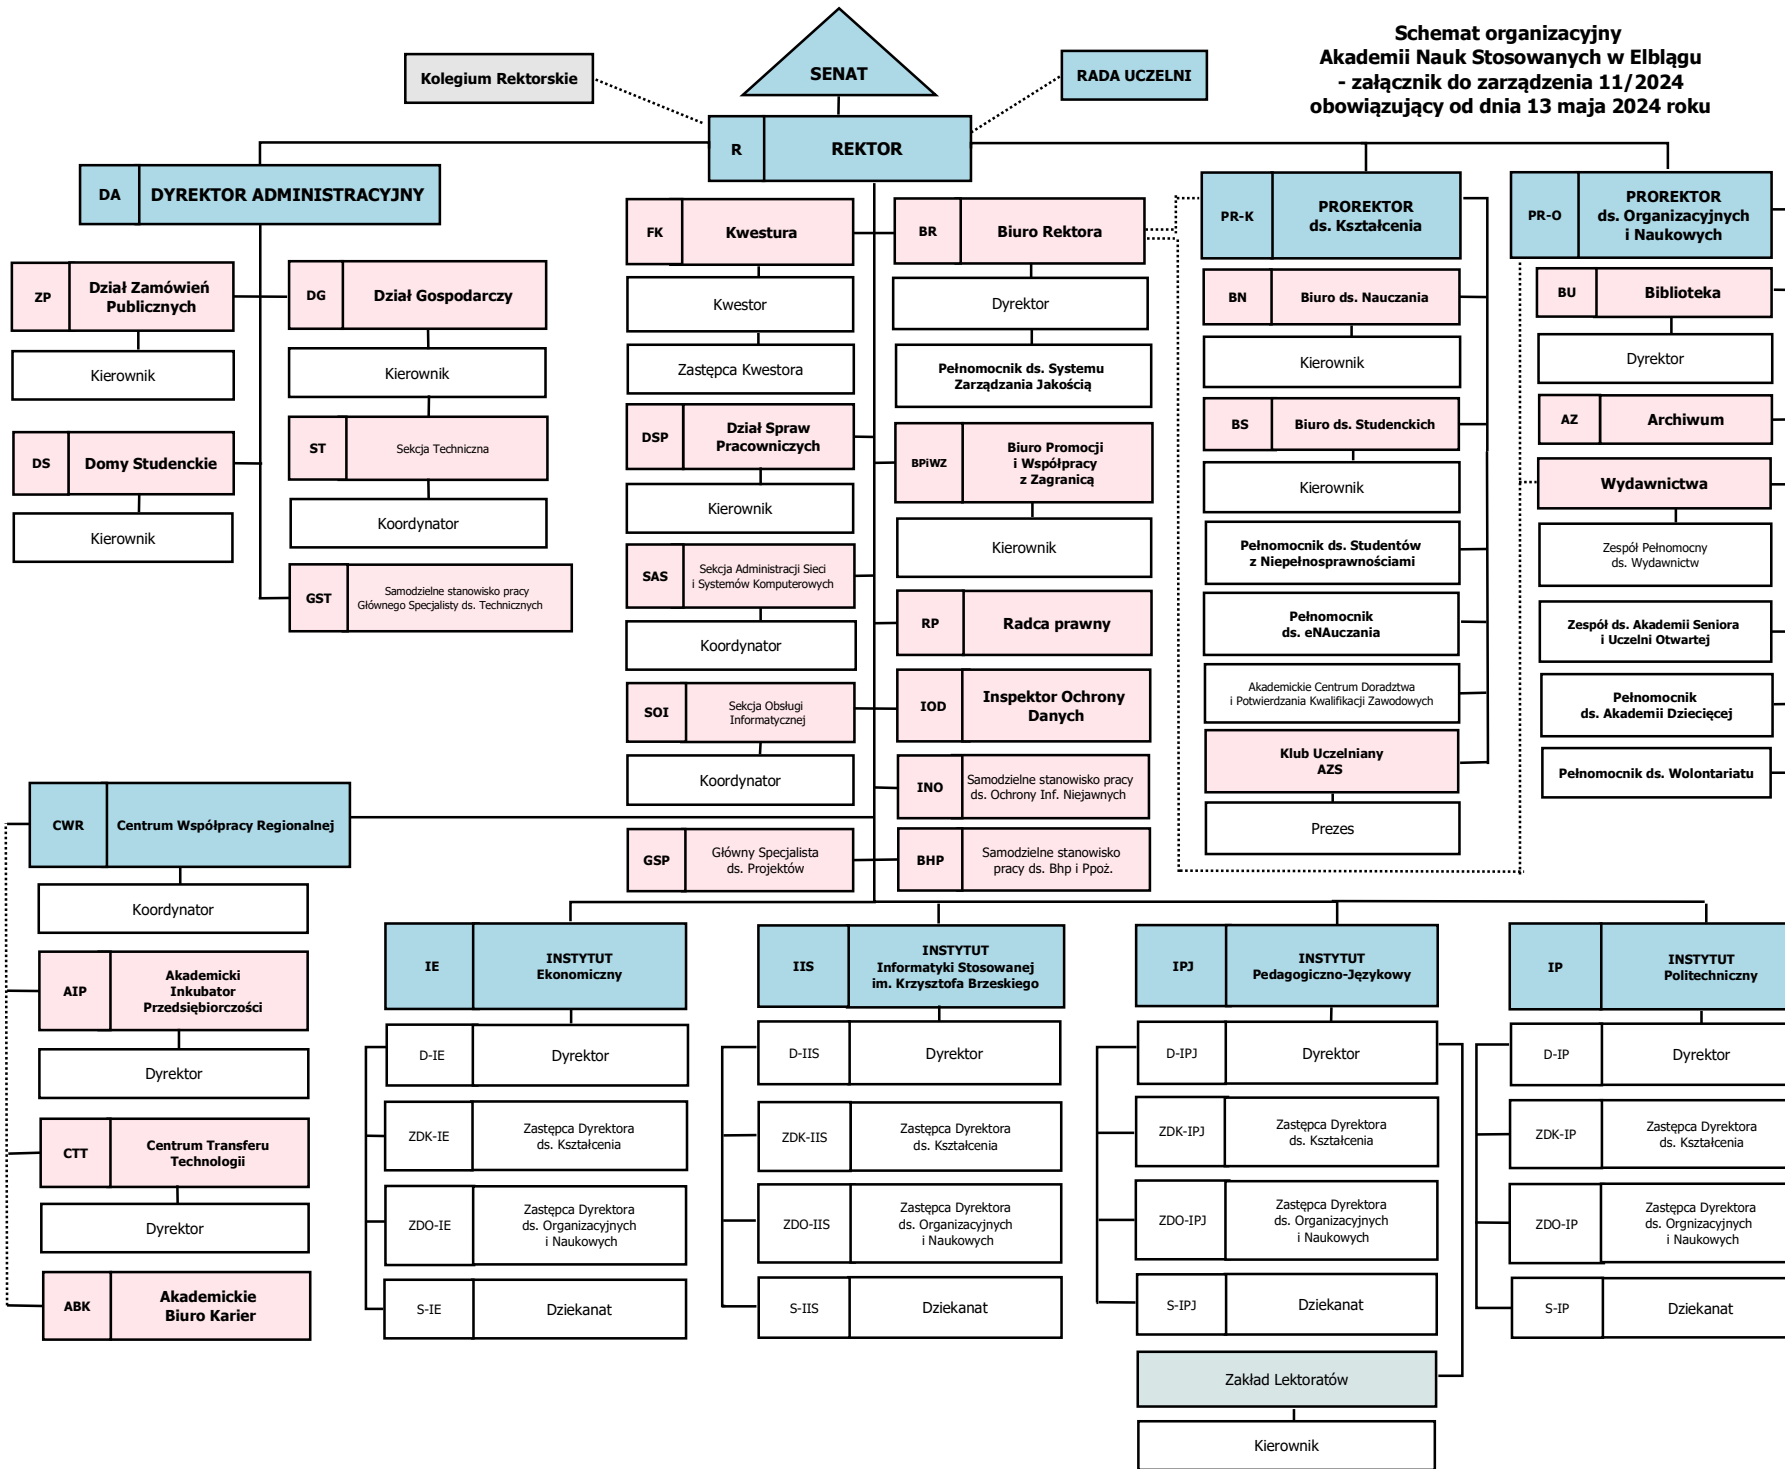 Schemat organizacyjny
Akademii Nauk Stosowanych w Elblągu
- załącznik do zarządzenia 11/2024
obowiązujący od dnia 13 maja 2024 roku
Kolegium Rektorskie
SENAT
RADA UCZELNI
R
REKTOR
DA
DYREKTOR ADMINISTRACYJNY
ZP
Dział Zamówień
Publicznych
Kierownik
DS
Domy Studenckie
Kierownik
DG
Dział Gospodarczy
Kierownik
ST
Sekcja Techniczna
Koordynator
GST
Samodzielne stanowisko pracy
Głównego Specjalisty ds. Technicznych
FK
Kwestura
Kwestor
Zastępca Kwestora
DSP
Dział Spraw
Pracowniczych
Kierownik
SAS
Sekcja Administracji Sieci
i Systemów Komputerowych
Koordynator
SOI
Sekcja Obsługi
Informatycznej
Koordynator
GSP
Główny Specjalista
ds. Projektów
BR
Biuro Rektora
Dyrektor
Pełnomocnik ds. Systemu
Zarządzania Jakością
BPiWZ
Biuro Promocji
i Współpracy
z Zagranicą
Kierownik
RP
Radca prawny
IOD
Inspektor Ochrony
Danych
INO
Samodzielne stanowisko pracy
ds. Ochrony Inf. Niejawnych
BHP
Samodzielne stanowisko
pracy ds. Bhp i Ppoż.
PR-K
PROREKTOR
ds. Kształcenia
BN
Biuro ds. Nauczania
Kierownik
BS
Biuro ds. Studenckich
Kierownik
Pełnomocnik ds. Studentów
z Niepełnosprawnościami
Pełnomocnik
ds. eNAuczania
Akademickie Centrum Doradztwa
i Potwierdzania Kwalifikacji Zawodowych
Klub Uczelniany
AZS
Prezes
PR-O
PROREKTOR
ds. Organizacyjnych
i Naukowych
BU
Biblioteka
Dyrektor
AZ
Archiwum
Wydawnictwa
Zespół Pełnomocny
ds. Wydawnictw
Zespół ds. Akademii Seniora
i Uczelni Otwartej
Pełnomocnik
ds. Akademii Dziecięcej
Pełnomocnik ds. Wolontariatu
CWR
Centrum Współpracy Regionalnej
Koordynator
AIP
Akademicki
Inkubator
Przedsiębiorczości
Dyrektor
CTT
Centrum Transferu
Technologii
Dyrektor
ABK
Akademickie
Biuro Karier
IE
INSTYTUT
Ekonomiczny
D-IE
Dyrektor
ZDK-IE
Zastępca Dyrektora
ds. Kształcenia
ZDO-IE
Zastępca Dyrektora
ds. Organizacyjnych
i Naukowych
S-IE
Dziekanat
IIS
INSTYTUT
Informatyki Stosowanej
im. Krzysztofa Brzeskiego
D-IIS
Dyrektor
ZDK-IIS
Zastępca Dyrektora
ds. Kształcenia
ZDO-IIS
Zastępca Dyrektora
ds. Organizacyjnych
i Naukowych
S-IIS
Dziekanat
IPJ
INSTYTUT
Pedagogiczno-Językowy
D-IPJ
Dyrektor
ZDK-IPJ
Zastępca Dyrektora
ds. Kształcenia
ZDO-IPJ
Zastępca Dyrektora
ds. Organizacyjnych
i Naukowych
S-IPJ
Dziekanat
Zakład Lektoratów
Kierownik
IP
INSTYTUT
Politechniczny
D-IP
Dyrektor
ZDK-IP
Zastępca Dyrektora
ds. Kształcenia
ZDO-IP
Zastępca Dyrektora
ds. Orgnizacyjnych
i Naukowych
S-IP
Dziekanat